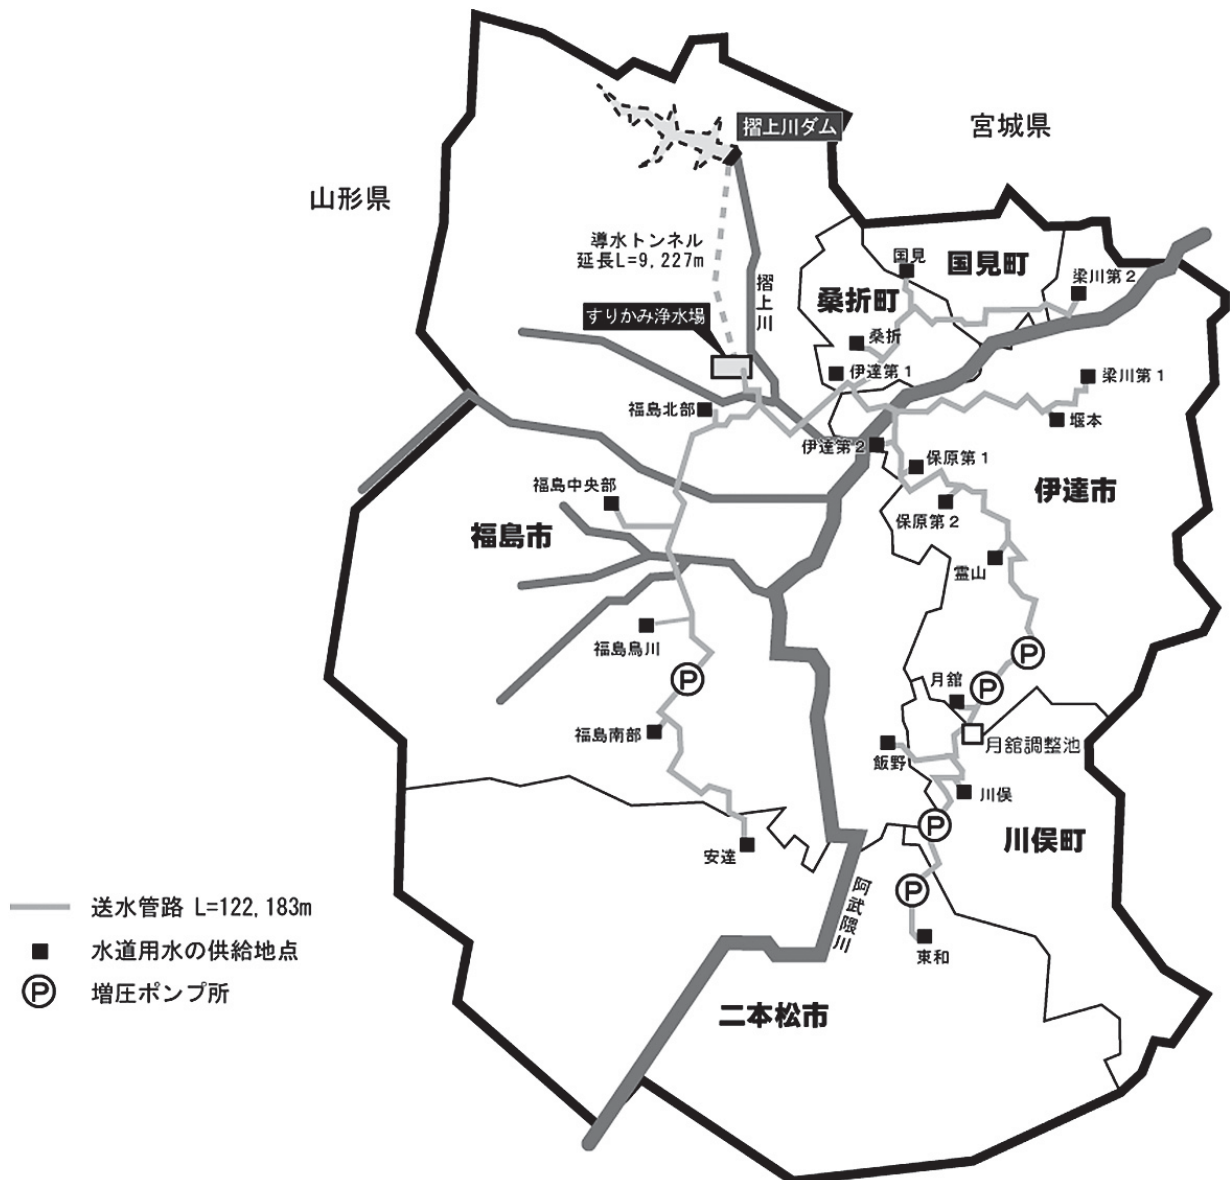 摺上川ダム
宮城県
山形県
導水トンネル
延長L=9,227m
摺上川
すりかみ浄水場
国見
国見町
梁川第2
桑折町
桑折
伊達第1
梁川第1
福島北部
堰本
伊達第2
保原第1
福島中央部
保原第2
伊達市
福島市
霊山
福島烏川
Ⓟ
Ⓟ
Ⓟ
月舘
福島南部
月舘調整池
飯野
川俣
Ⓟ
川俣町
安達
阿武隈川
Ⓟ
東和
二本松市
送水管路 L=122,183m
水道用水の供給地点
Ⓟ 増圧ポンプ所